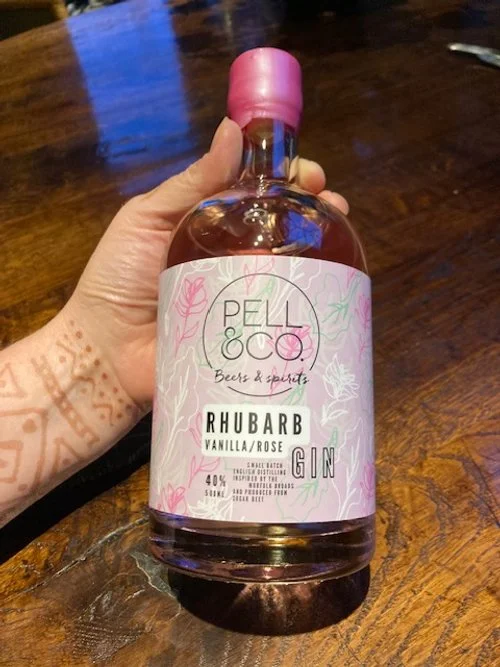 PELL
&CO.
Beers & spirits
RHUBARB
VANILLA/ROSE
GIN
40%
500ML
SMALL BATCH
ENGLISH DISTILLING
INSPIRED BY THE
NORFOLK BROADS
AND PRODUCED FROM
SUGAR BEET